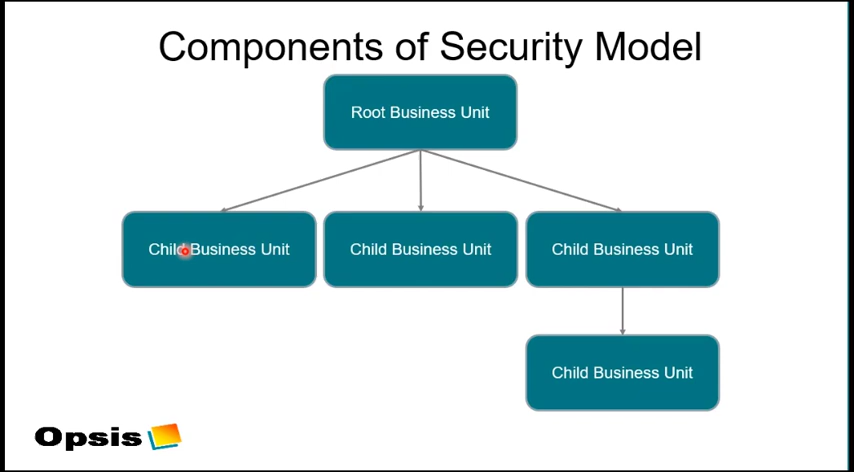 Components of Security Model
Root Business Unit
Child Business Unit
Child Business Unit
Child Business Unit
Child Business Unit
Opsis